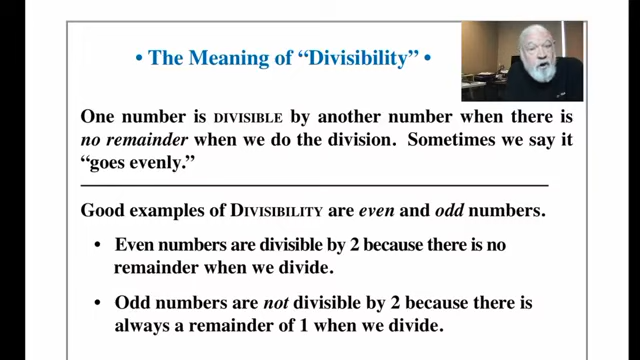 • The Meaning of “Divisibility” •
One number is DIVISIBLE by another number when there is
no remainder when we do the division. Sometimes we say it
“goes evenly.”
Good examples of DIVISIBILITY are even and odd numbers.
• Even numbers are divisible by 2 because there is no
remainder when we divide.
• Odd numbers are not divisible by 2 because there is
always a remainder of 1 when we divide.